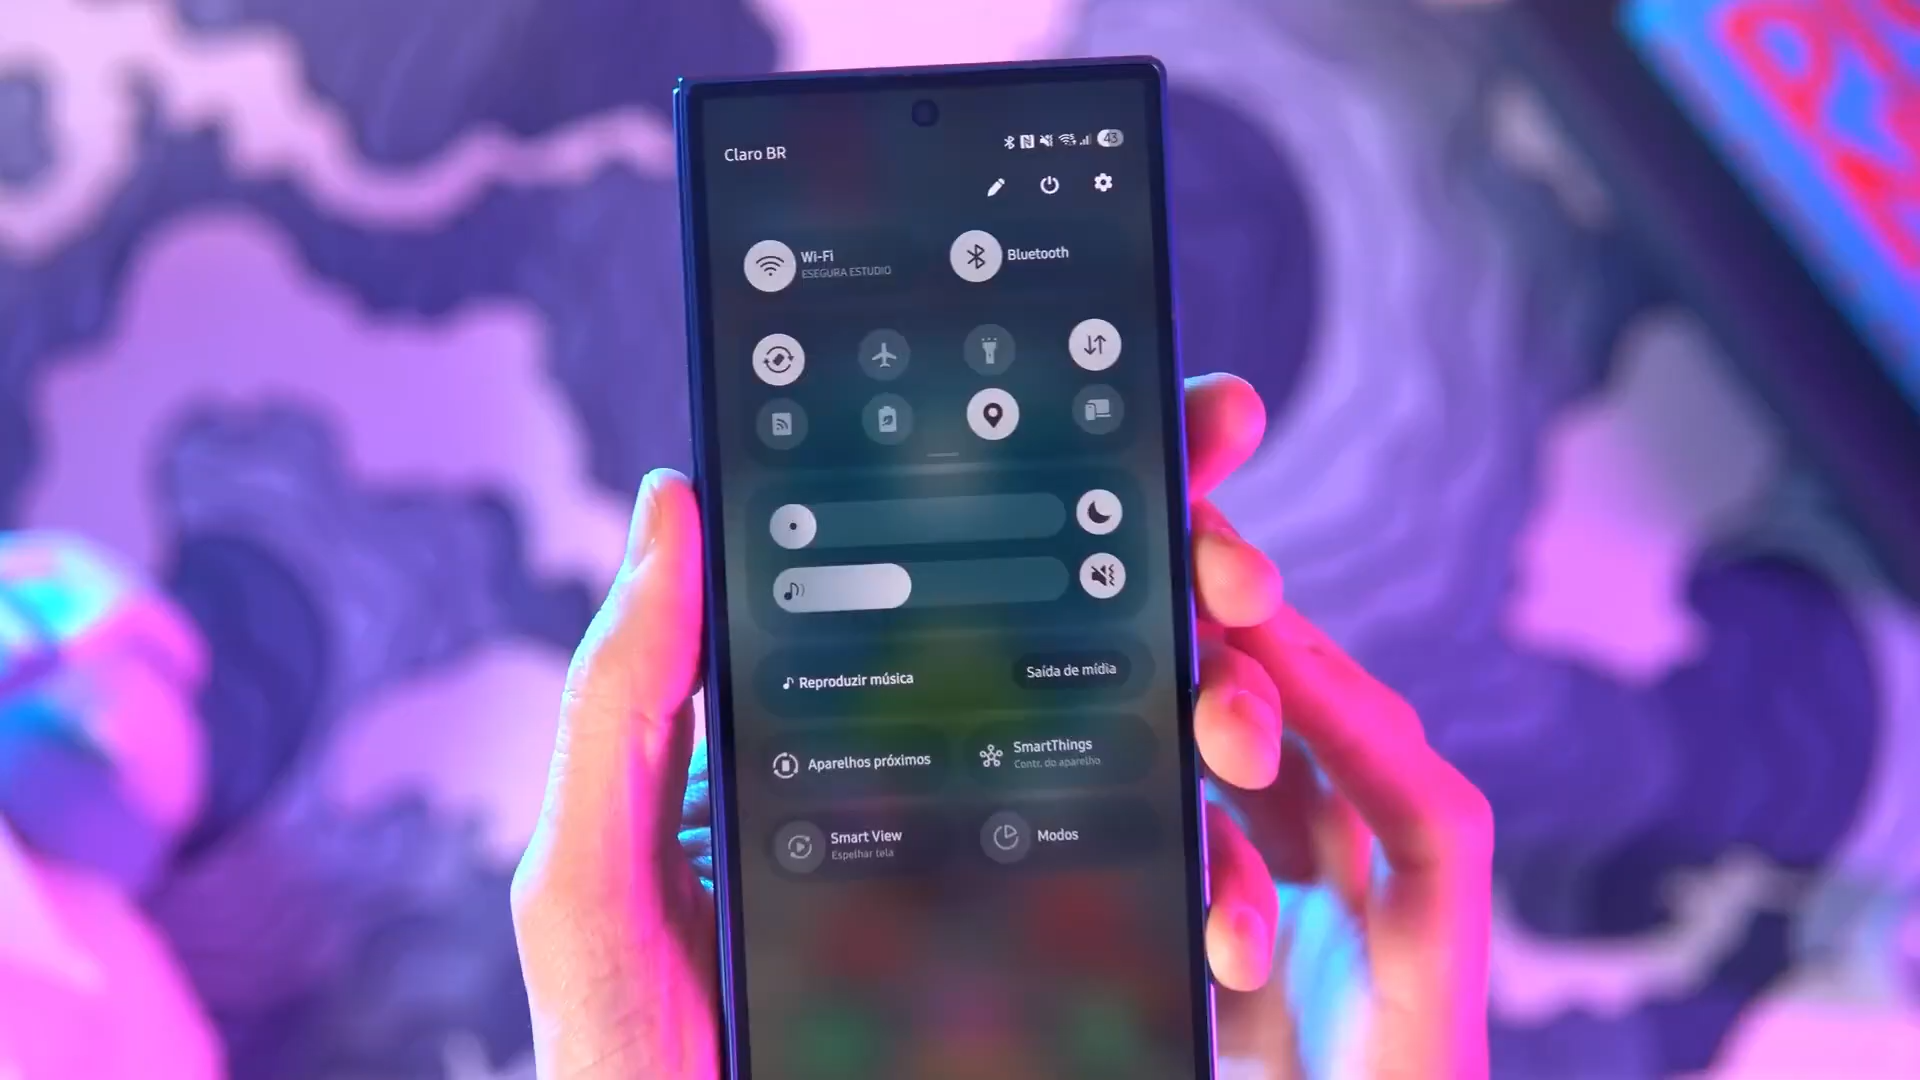 Claro BR
43
Wi-Fi
ESEGURA ESTUDIO
Bluetooth
Reproduzir música
Saída de mídia
Aparelhos próximos
SmartThings
Contr. do aparelho
Smart View
Espelhar tela
Modos